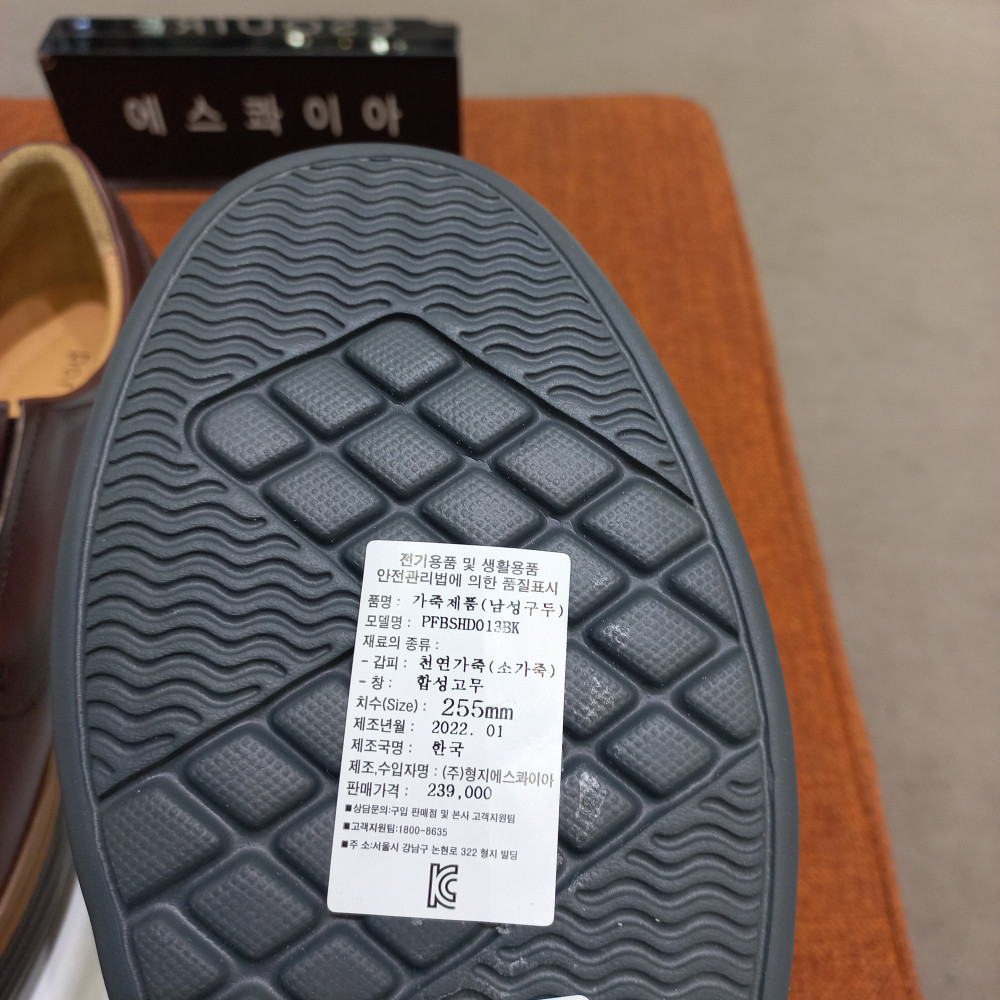 에스콰이아
전기용품 및 생활용품
안전관리법에 의한 품질표시
품명 : 가죽제품(남성구두)
모델명 : PFBSHD013BK
재료의 종류 :
- 갑피 : 천연가죽(소가죽)
- 창 : 합성고무
치수(Size) : 255mm
제조년월 : 2022. 01
제조국명 : 한국
제조,수입자명 : (주)형지에스콰이아
판매가격 : 239,000
■상담문의:구입 판매점 및 본사 고객지원팀
■고객지원팀:1800-8635
■주 소:서울시 강남구 논현로 322 형지 빌딩
KC